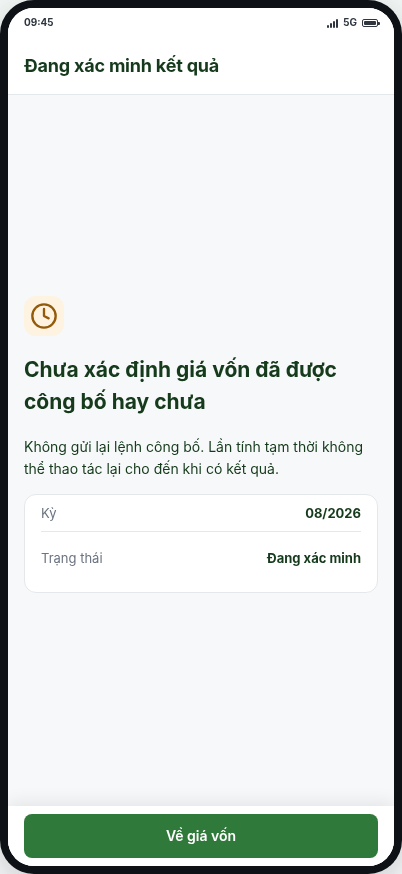 09:45
5G
Đang xác minh kết quả
Chưa xác định giá vốn đã được
công bố hay chưa
Không gửi lại lệnh công bố. Lần tính tạm thời không
thể thao tác lại cho đến khi có kết quả.
Kỳ 08/2026
Trạng thái Đang xác minh
Về giá vốn